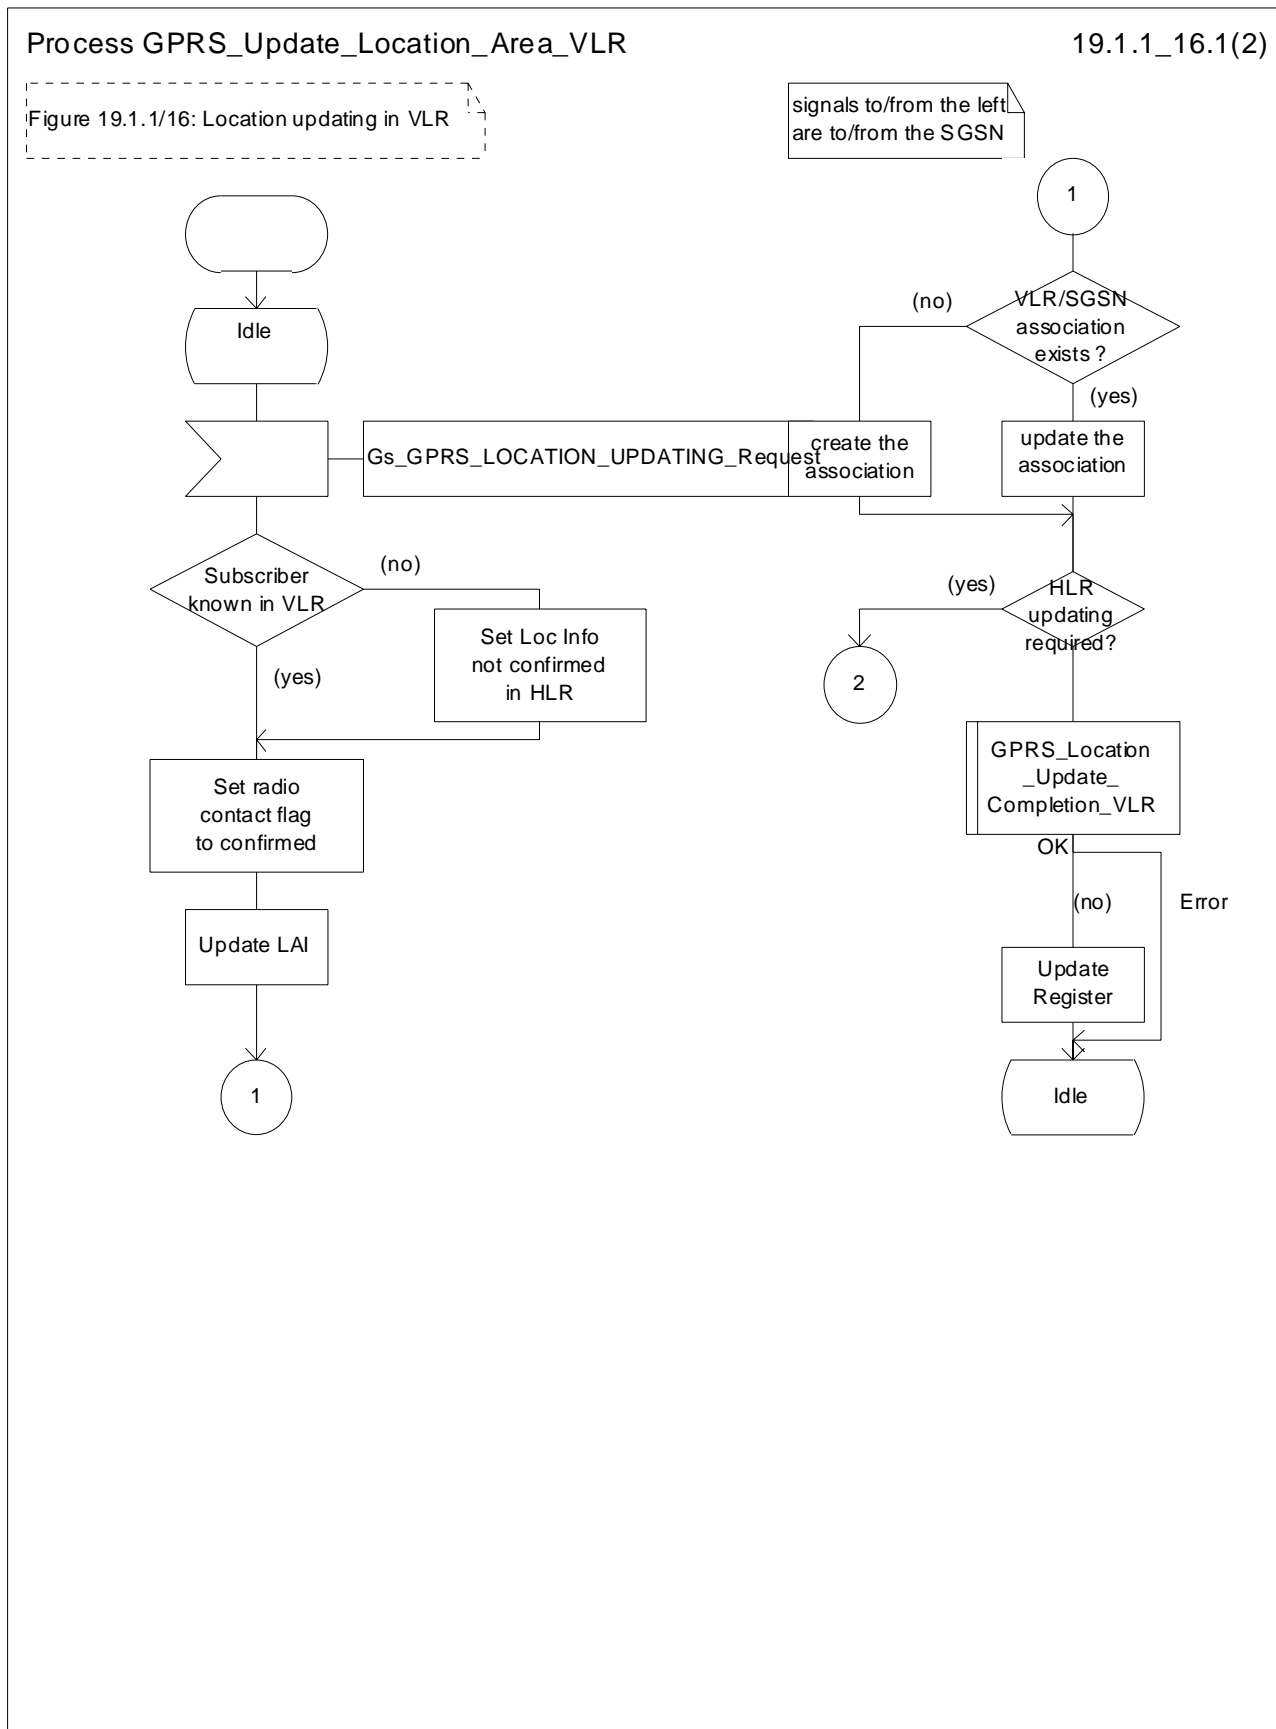 Process GPRS_Update_Location_Area_VLR
19.1.1_16.1(2)
Figure 19.1.1/16: Location updating in VLR
signals to/from the left
are to/from the SGSN
Idle
Gs_GPRS_LOCATION_UPDATING_Request
Subscriber
known in VLR
(no)
(yes)
Set Loc Info
not confirmed
in HLR
Set radio
contact flag
to confirmed
Update LAI
1
1
VLR/SGSN
association
exists ?
(no)
(yes)
create the
association
update the
association
HLR
updating
required?
(yes)
2
GPRS_Location
_Update_
Completion_VLR
OK
(no)
Error
Update
Register
Idle